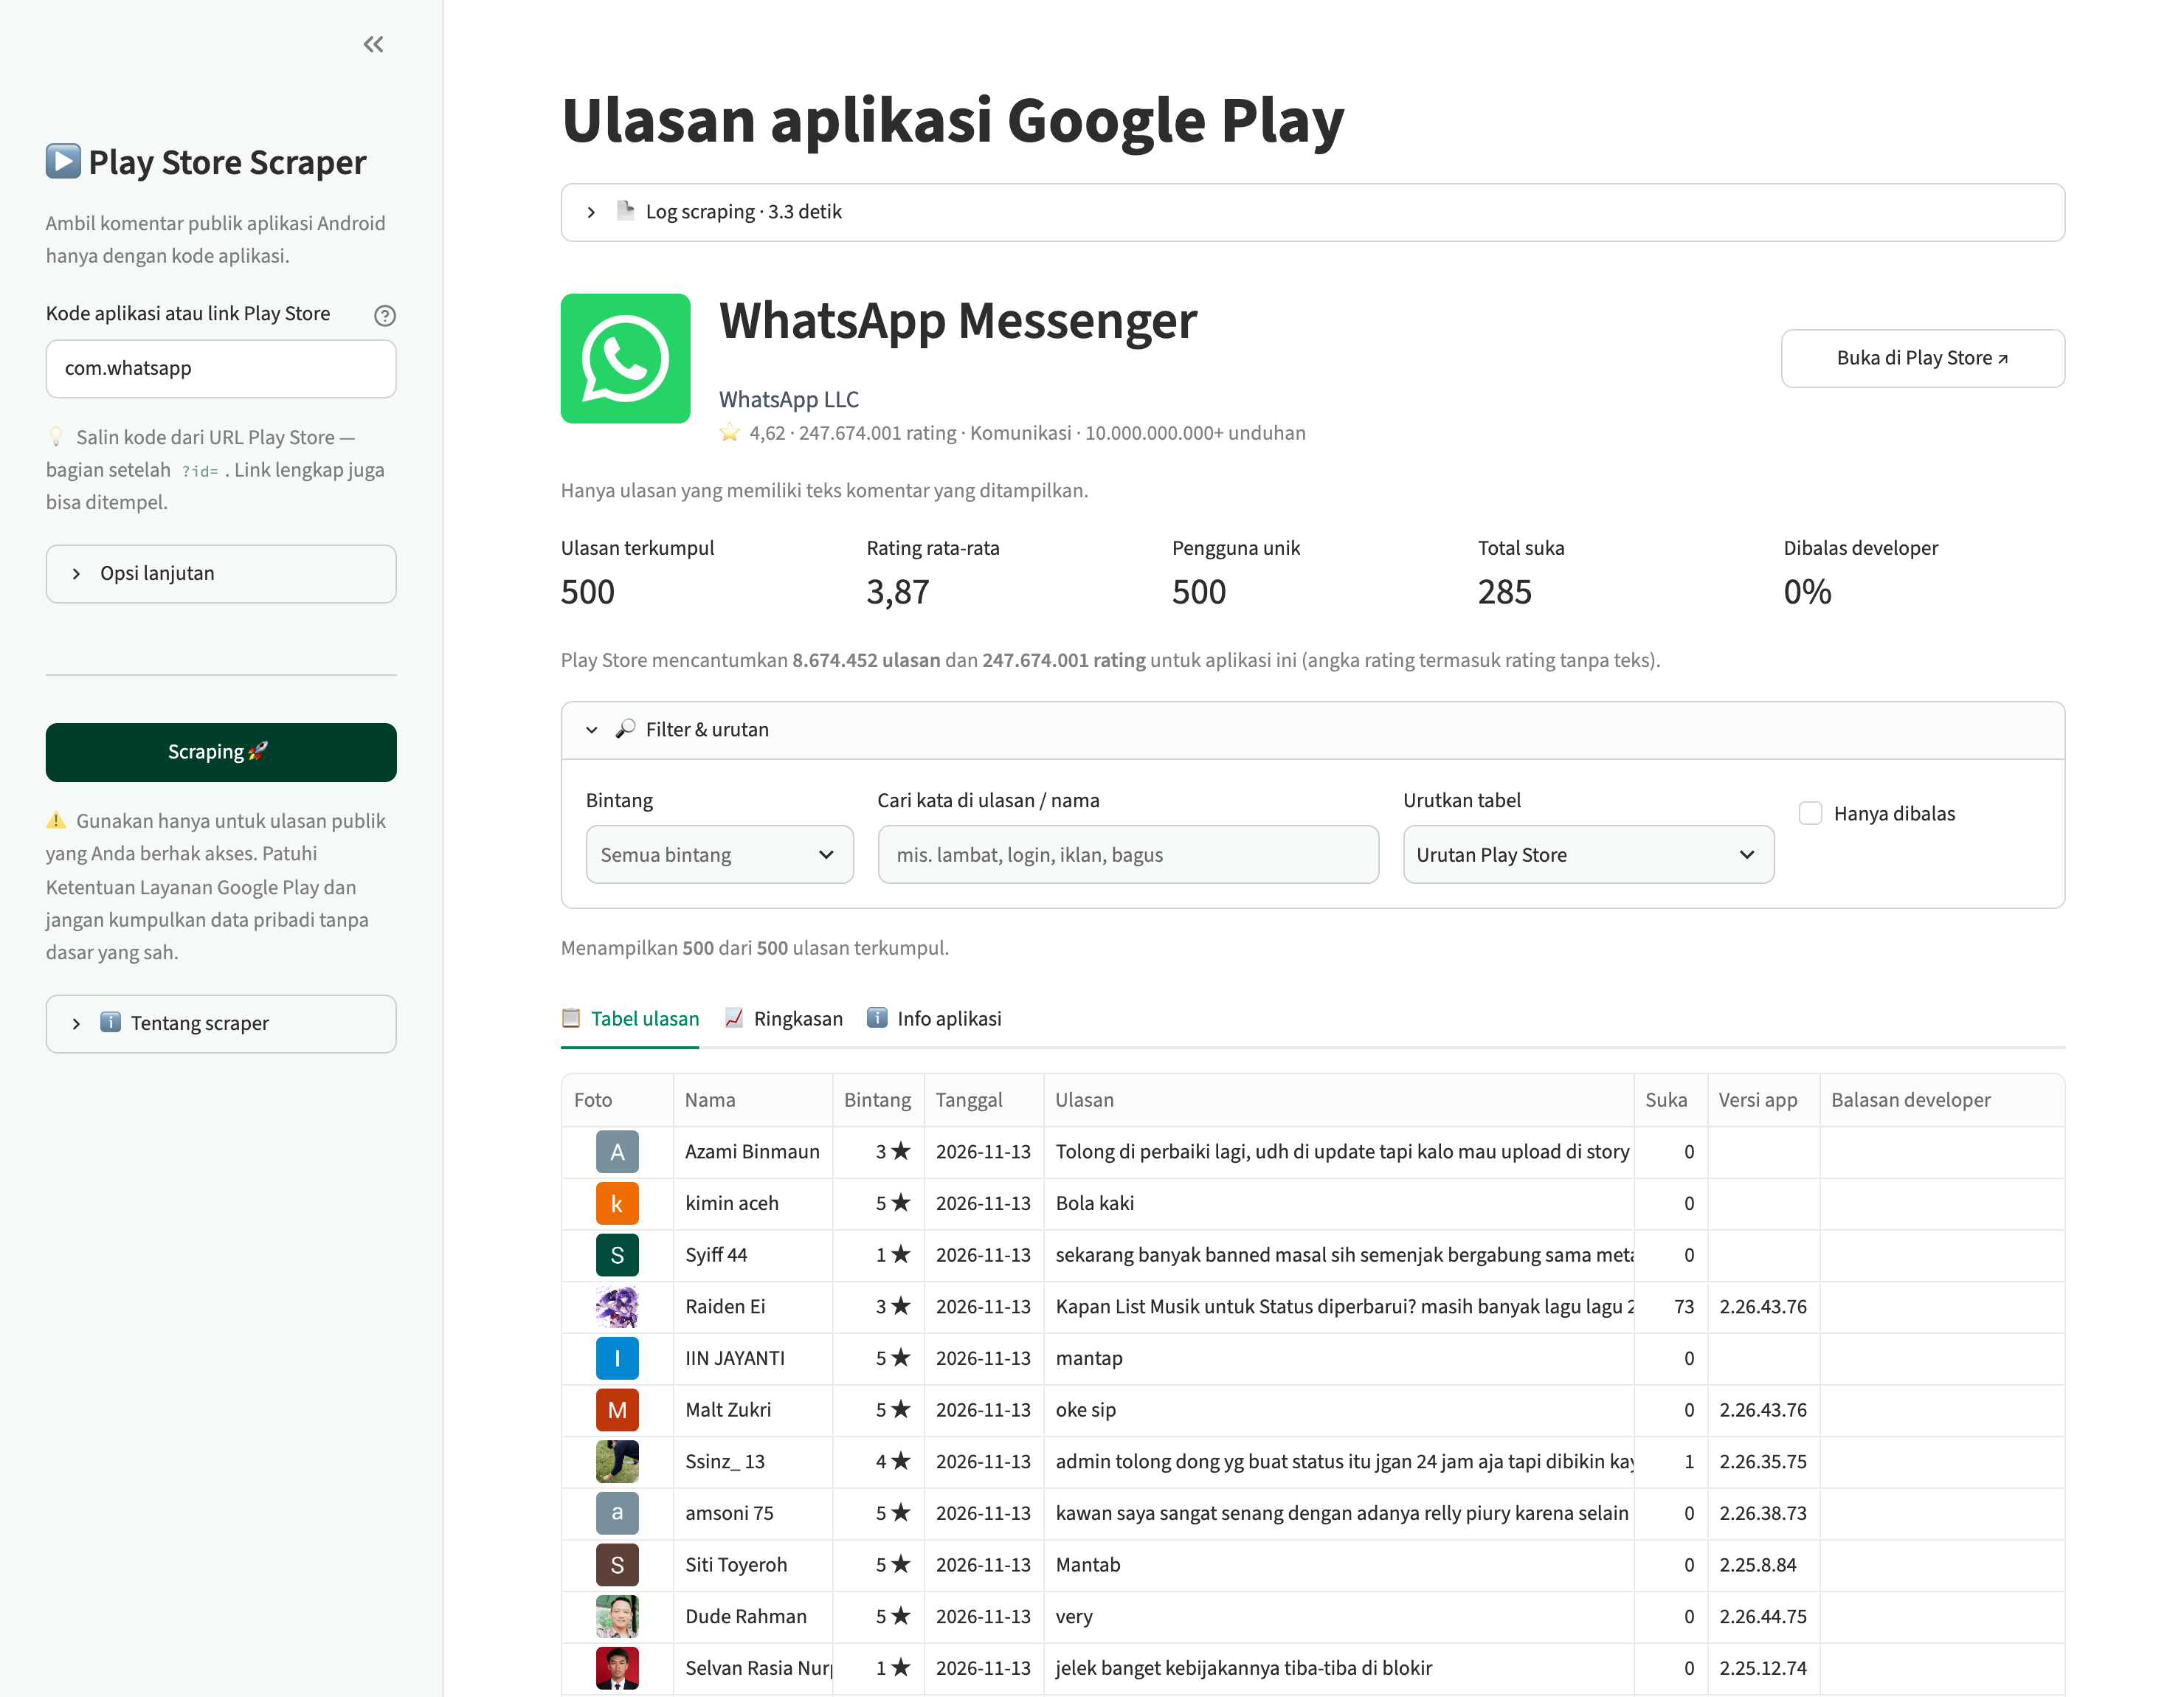 Play Store Scraper
Ambil komentar publik aplikasi Android
hanya dengan kode aplikasi.
Kode aplikasi atau link Play Store
com.whatsapp
Salin kode dari URL Play Store —
bagian setelah ?id= . Link lengkap juga
bisa ditempel.
Opsi lanjutan
Scraping
Gunakan hanya untuk ulasan publik
yang Anda berhak akses. Patuhi
Ketentuan Layanan Google Play dan
jangan kumpulkan data pribadi tanpa
dasar yang sah.
Tentang scraper
Ulasan aplikasi Google Play
Log scraping · 3.3 detik
WhatsApp Messenger
Buka di Play Store ↗
WhatsApp LLC
4,62 · 247.674.001 rating · Komunikasi · 10.000.000.000+ unduhan
Hanya ulasan yang memiliki teks komentar yang ditampilkan.
Ulasan terkumpul Rating rata-rata Pengguna unik Total suka Dibalas developer
500 3,87 500 285 0%
Play Store mencantumkan 8.674.452 ulasan dan 247.674.001 rating untuk aplikasi ini (angka rating termasuk rating tanpa teks).
Filter & urutan
Bintang Cari kata di ulasan / nama Urutkan tabel
Semua bintang mis. lambat, login, iklan, bagus Urutan Play Store Hanya dibalas
Menampilkan 500 dari 500 ulasan terkumpul.
Tabel ulasan Ringkasan Info aplikasi
Foto Nama Bintang Tanggal Ulasan Suka Versi app Balasan developer
A Azami Binmaun 3 ★ 2026-11-13 Tolong di perbaiki lagi, udh di update tapi kalo mau upload di story 0
k kimin aceh 5 ★ 2026-11-13 Bola kaki 0
S Syiff 44 1 ★ 2026-11-13 sekarang banyak banned masal sih semenjak bergabung sama meta 0
Raiden Ei 3 ★ 2026-11-13 Kapan List Musik untuk Status diperbarui? masih banyak lagu lagu 2 73 2.26.43.76
I IIN JAYANTI 5 ★ 2026-11-13 mantap 0
M Malt Zukri 5 ★ 2026-11-13 oke sip 0 2.26.43.76
Ssinz_ 13 4 ★ 2026-11-13 admin tolong dong yg buat status itu jgan 24 jam aja tapi dibikin kay 1 2.26.35.75
a amsoni 75 5 ★ 2026-11-13 kawan saya sangat senang dengan adanya relly piury karena selain 0 2.26.38.73
S Siti Toyeroh 5 ★ 2026-11-13 Mantab 0 2.25.8.84
Dude Rahman 5 ★ 2026-11-13 very 0 2.26.44.75
Selvan Rasia Nur 1 ★ 2026-11-13 jelek banget kebijakannya tiba-tiba di blokir 0 2.25.12.74